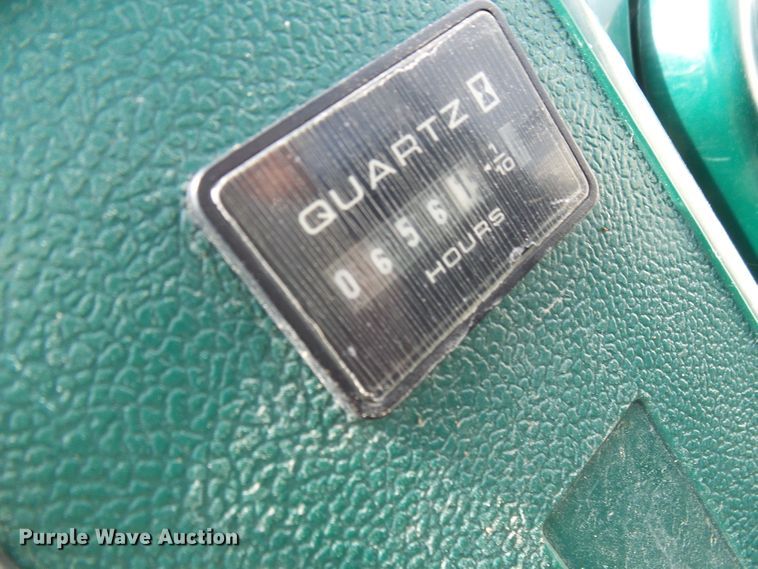 QUARTZ
0656 1/10
HOURS
Purple Wave Auction